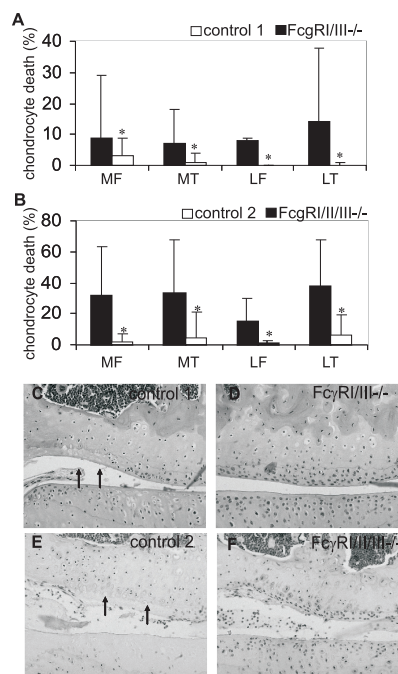 A
control 1 FcgRI/III-/-
chondrocyte death (%)
40
30
20
10
0
* * * *
MF MT LF LT
B
control 2 FcgRI/II/III-/-
chondrocyte death (%)
80
60
40
20
0
* * * *
MF MT LF LT
C control 1 D FcγRI/III-/-
E control 2 F FcγRI/II/III-/-